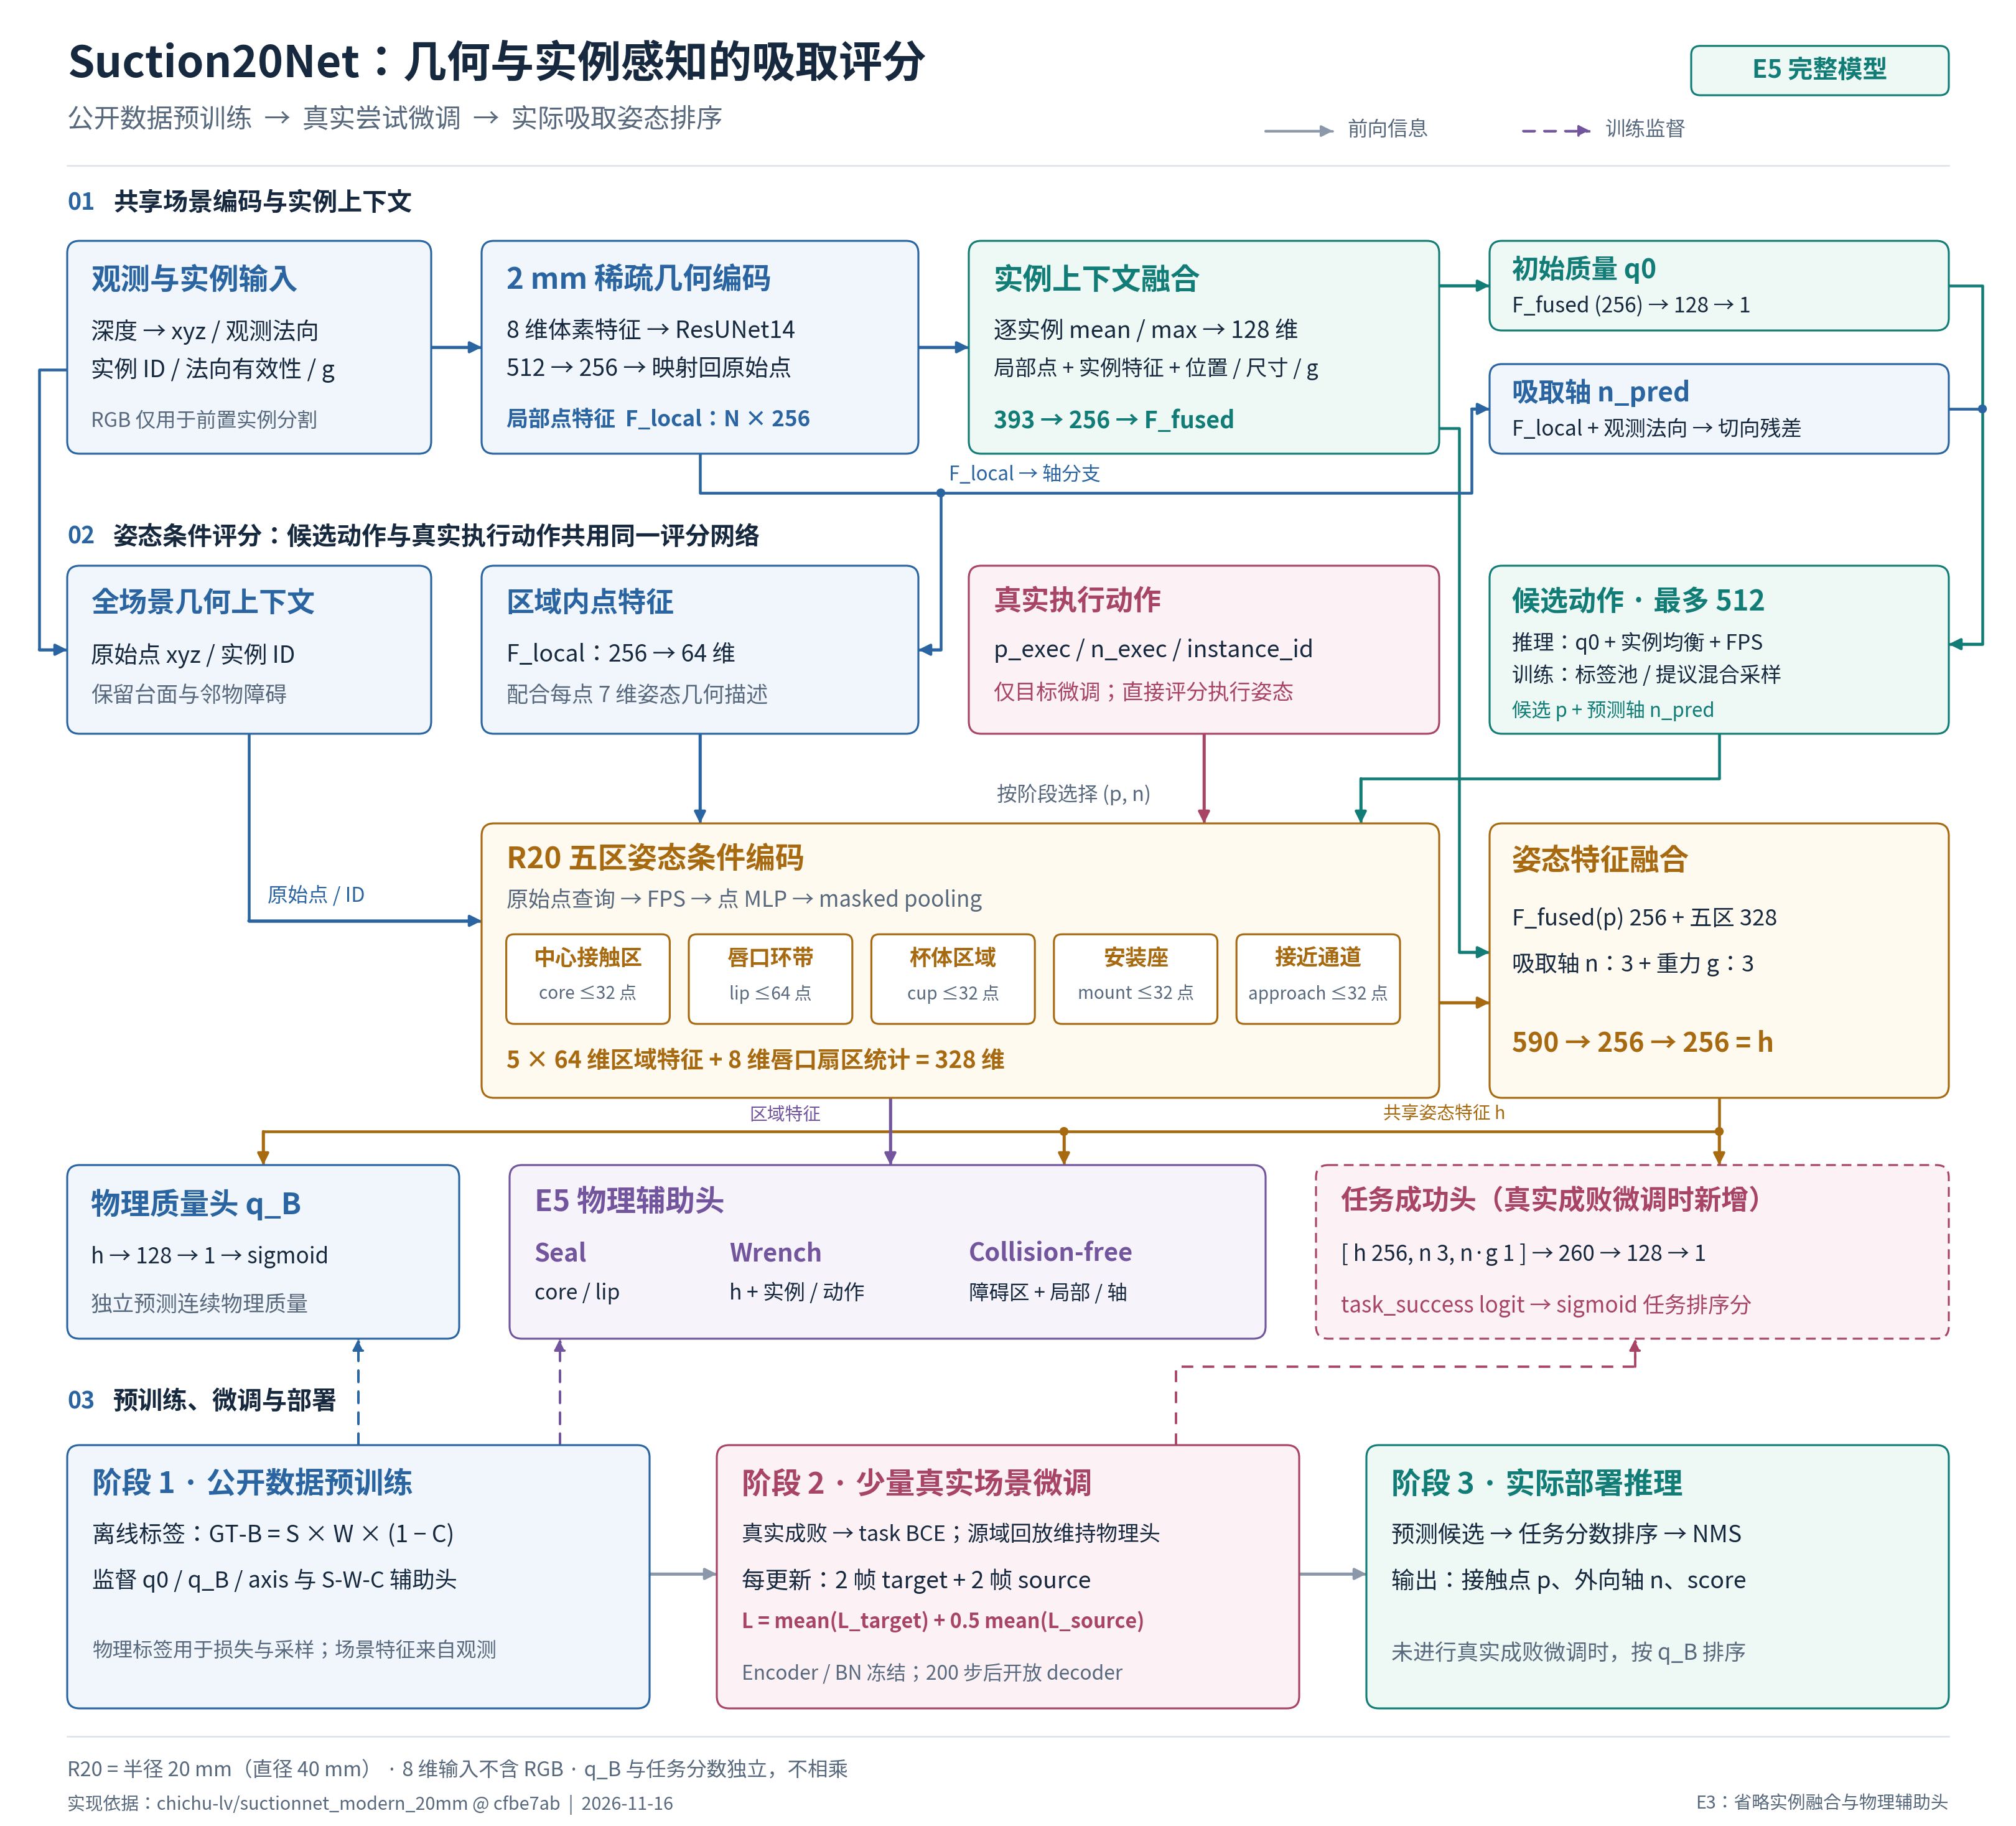 Suction20Net：几何与实例感知的吸取评分
E5 完整模型
公开数据预训练 → 真实尝试微调 → 实际吸取姿态排序
前向信息
训练监督
01 共享场景编码与实例上下文
观测与实例输入
深度 → xyz / 观测法向
实例 ID / 法向有效性 / g
RGB 仅用于前置实例分割
2 mm 稀疏几何编码
8 维体素特征 → ResUNet14
512 → 256 → 映射回原始点
局部点特征 F_local：N × 256
实例上下文融合
逐实例 mean / max → 128 维
局部点 + 实例特征 + 位置 / 尺寸 / g
393 → 256 → F_fused
初始质量 q0
F_fused (256) → 128 → 1
吸取轴 n_pred
F_local + 观测法向 → 切向残差
F_local → 轴分支
02 姿态条件评分：候选动作与真实执行动作共用同一评分网络
全场景几何上下文
原始点 xyz / 实例 ID
保留台面与邻物障碍
区域内点特征
F_local：256 → 64 维
配合每点 7 维姿态几何描述
真实执行动作
p_exec / n_exec / instance_id
仅目标微调；直接评分执行姿态
候选动作 · 最多 512
推理：q0 + 实例均衡 + FPS
训练：标签池 / 提议混合采样
候选 p + 预测轴 n_pred
按阶段选择 (p, n)
原始点 / ID
R20 五区姿态条件编码
原始点查询 → FPS → 点 MLP → masked pooling
中心接触区
core ≤32 点
唇口环带
lip ≤64 点
杯体区域
cup ≤32 点
安装座
mount ≤32 点
接近通道
approach ≤32 点
5 × 64 维区域特征 + 8 维唇口扇区统计 = 328 维
姿态特征融合
F_fused(p) 256 + 五区 328
吸取轴 n：3 + 重力 g：3
590 → 256 → 256 = h
区域特征
共享姿态特征 h
物理质量头 q_B
h → 128 → 1 → sigmoid
独立预测连续物理质量
E5 物理辅助头
Seal
core / lip
Wrench
h + 实例 / 动作
Collision-free
障碍区 + 局部 / 轴
任务成功头（真实成败微调时新增）
[ h 256, n 3, n·g 1 ] → 260 → 128 → 1
task_success logit → sigmoid 任务排序分
03 预训练、微调与部署
阶段 1 · 公开数据预训练
离线标签：GT-B = S × W × (1 − C)
监督 q0 / q_B / axis 与 S-W-C 辅助头
物理标签用于损失与采样；场景特征来自观测
阶段 2 · 少量真实场景微调
真实成败 → task BCE；源域回放维持物理头
每更新：2 帧 target + 2 帧 source
L = mean(L_target) + 0.5 mean(L_source)
Encoder / BN 冻结；200 步后开放 decoder
阶段 3 · 实际部署推理
预测候选 → 任务分数排序 → NMS
输出：接触点 p、外向轴 n、score
未进行真实成败微调时，按 q_B 排序
R20 = 半径 20 mm（直径 40 mm） · 8 维输入不含 RGB · q_B 与任务分数独立，不相乘
实现依据：chichu-lv/suctionnet_modern_20mm @ cfbe7ab | 2026-11-16
E3：省略实例融合与物理辅助头